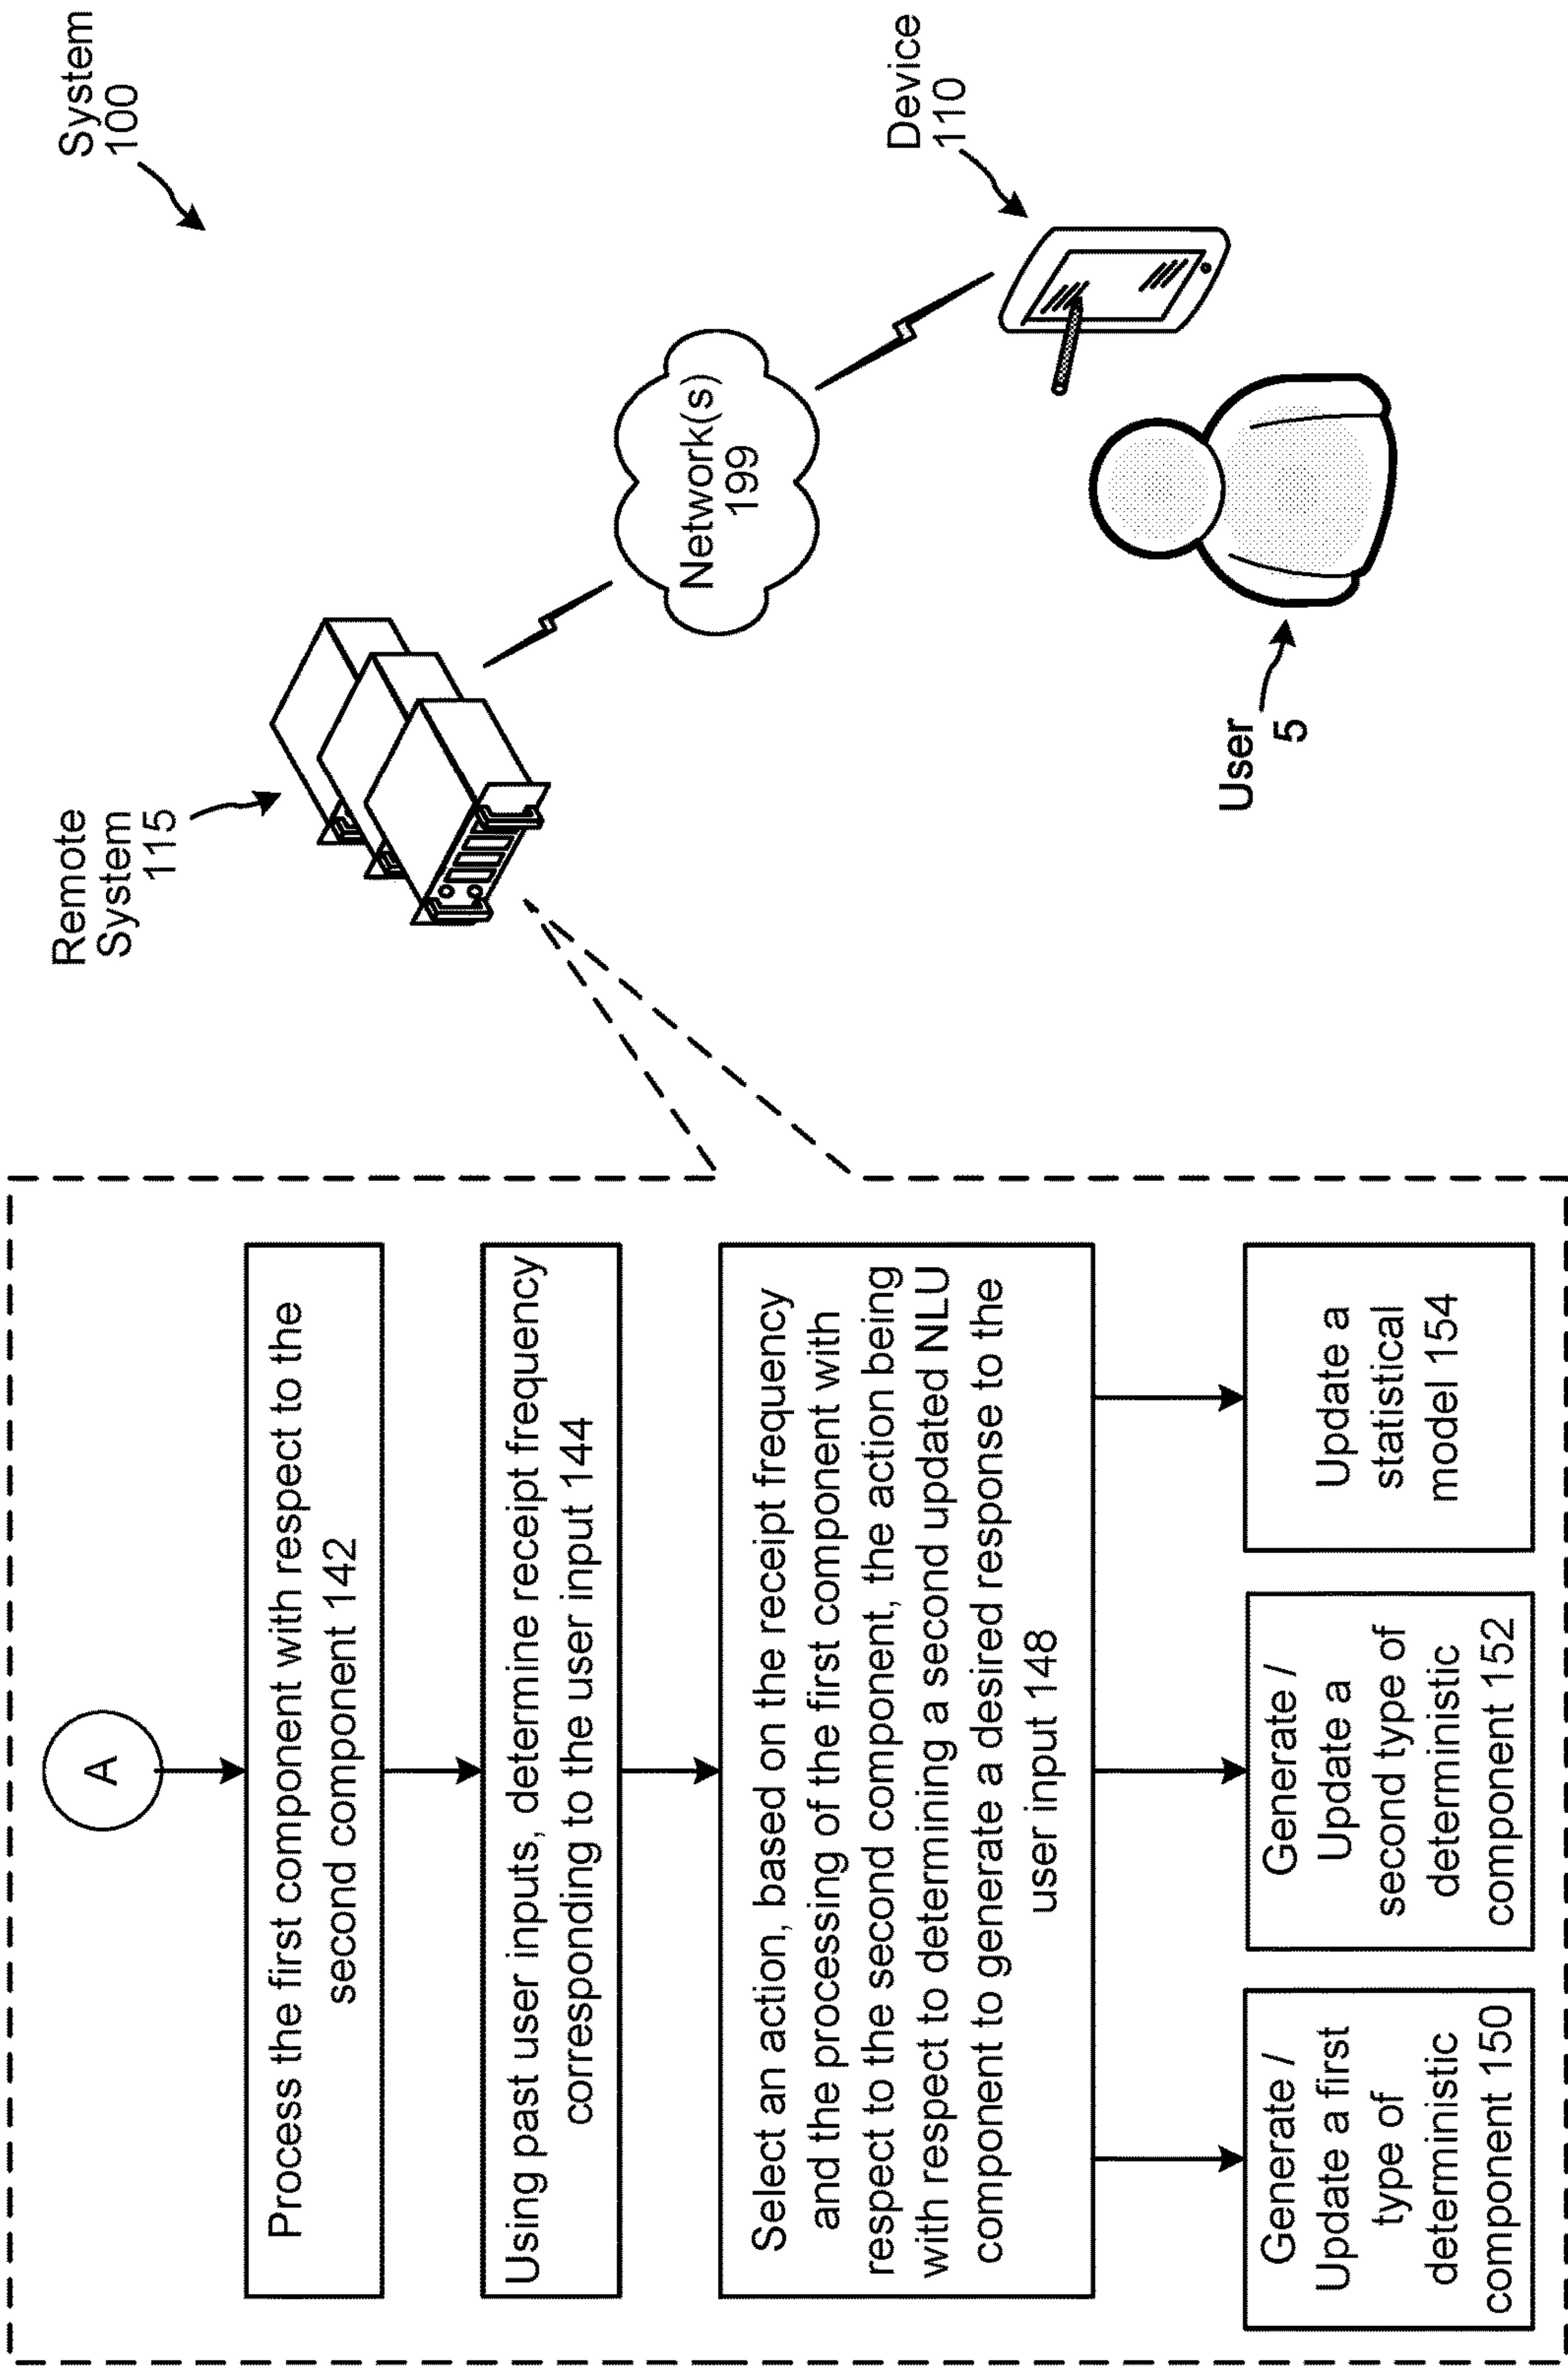 System
100
Remote
System
115
Network(s)
199
Device
110
User
5
A
Process the first component with respect to the
second component 142
Using past user inputs, determine receipt frequency
corresponding to the user input 144
Select an action, based on the receipt frequency
and the processing of the first component with
respect to the second component, the action being
with respect to determining a second updated NLU
component to generate a desired response to the
user input 148
Generate /
Update a first
type of
deterministic
component 150
Generate /
Update a
second type of
deterministic
component 152
Update a
statistical
model 154